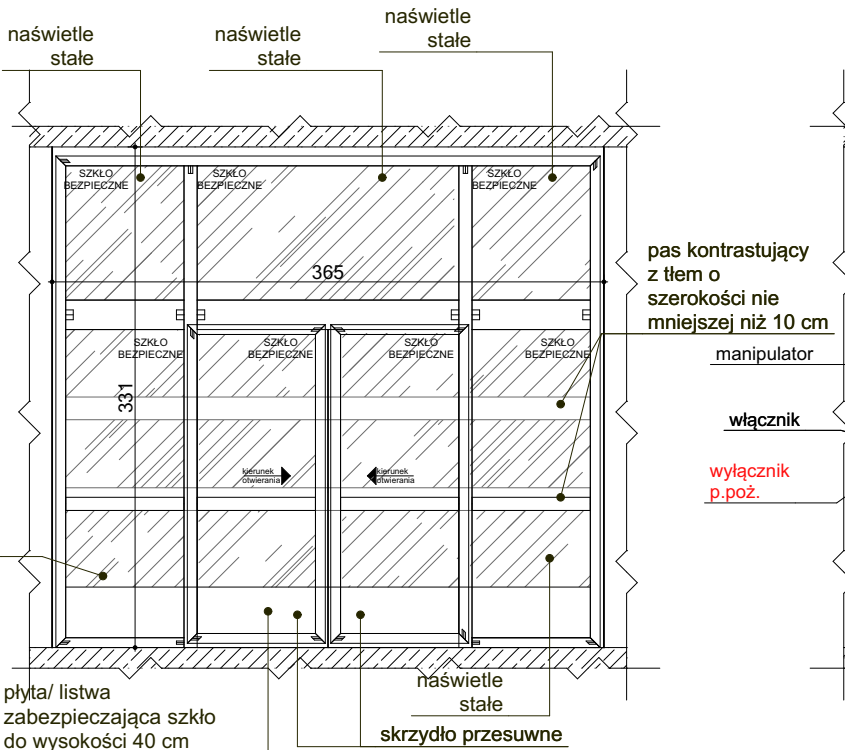 naświetle
stałe
naświetle
stałe
naświetle
stałe
SZKŁO
BEZPIECZNE
SZKŁO
BEZPIECZNE
SZKŁO
BEZPIECZNE
365
pas kontrastujący
z tłem o
szerokości nie
mniejszej niż 10 cm
SZKŁO
BEZPIECZNE
SZKŁO
BEZPIECZNE
SZKŁO
BEZPIECZNE
SZKŁO
BEZPIECZNE
manipulator
331
włącznik
kierunek
otwierania
kierunek
otwierania
wyłącznik
p.poż.
naświetle
stałe
płyta/ listwa
zabezpieczająca szkło
do wysokości 40 cm
skrzydło przesuwne